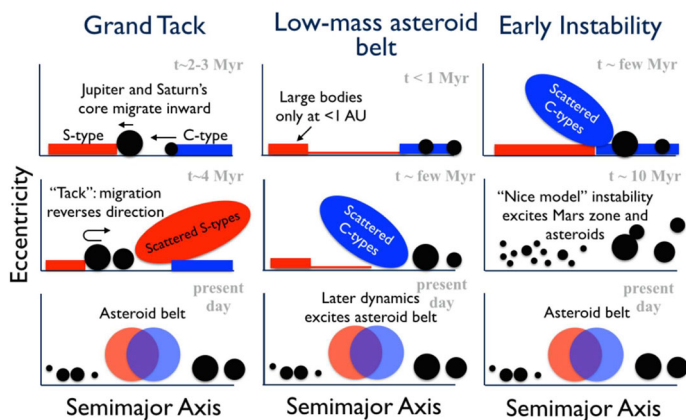 Grand Tack
Low-mass asteroid
belt
Early Instability
t~2-3 Myr
Jupiter and Saturn's
core migrate inward
S-type
C-type
t < 1 Myr
Large bodies
only at <1 AU
t ~ few Myr
Scattered
C-types
Eccentricity
t~4 Myr
"Tack": migration
reverses direction
Scattered S-types
t ~ few Myr
Scattered
C-types
t ~ 10 Myr
"Nice model" instability
excites Mars zone and
asteroids
present
day
Asteroid belt
present
day
Later dynamics
excites asteroid belt
present
day
Asteroid belt
Semimajor Axis
Semimajor Axis
Semimajor Axis